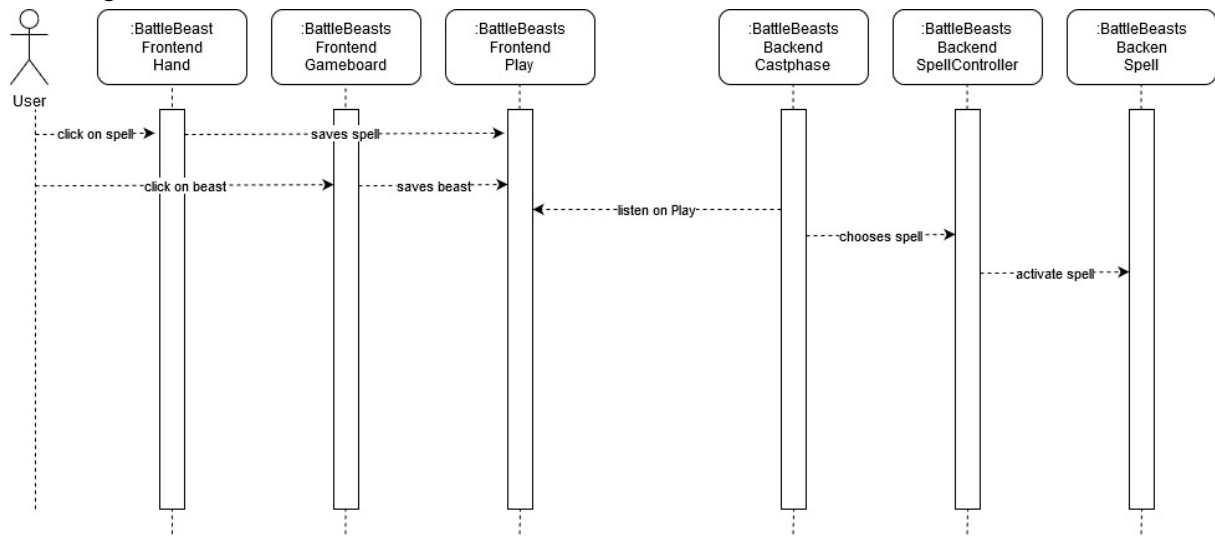 :BattleBeast
Frontend
Hand
:BattleBeasts
Frontend
Gameboard
:BattleBeasts
Frontend
Play
:BattleBeasts
Backend
Castphase
:BattleBeasts
Backend
SpellController
:BattleBeasts
Backen
Spell
User
click on spell
saves spell
click on beast
saves beast
listen on Play
chooses spell
activate spell